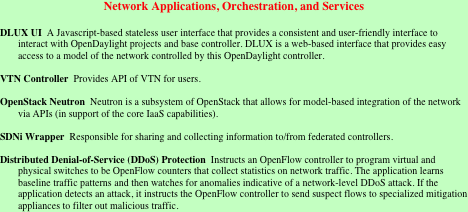 Network Applications, Orchestration, and Services
DLUX UI A Javascript-based stateless user interface that provides a consistent and user-friendly interface to
interact with OpenDaylight projects and base controller. DLUX is a web-based interface that provides easy
access to a model of the network controlled by this OpenDaylight controller.
VTN Controller Provides API of VTN for users.
OpenStack Neutron Neutron is a subsystem of OpenStack that allows for model-based integration of the network
via APIs (in support of the core IaaS capabilities).
SDNi Wrapper Responsible for sharing and collecting information to/from federated controllers.
Distributed Denial-of-Service (DDoS) Protection Instructs an OpenFlow controller to program virtual and
physical switches to be OpenFlow counters that collect statistics on network traffic. The application learns
baseline traffic patterns and then watches for anomalies indicative of a network-level DDoS attack. If the
application detects an attack, it instructs the OpenFlow controller to send suspect flows to specialized mitigation
appliances to filter out malicious traffic.